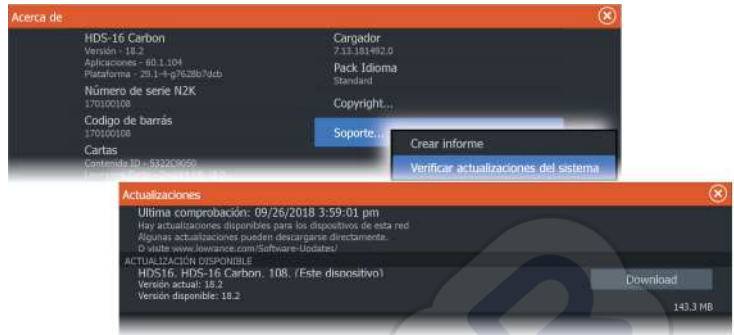 Acerca de
HDS-16 Carbon
Versión - 18.2
Aplicaciones - 60.1.104
Plataforma - 29.1-4-g7628b7dcb
Número de serie N2K
170100108
Codigo de barrás
170100108
Cartas
Contenido ID - 5322C9050
Cargador
7.13.181492.0
Pack Idioma
Standard
Copyright...
Soporte...
Crear informe
Verificar actualizaciones del sistema
Actualizaciones
Ultima comprobación: 09/26/2018 3:59:01 pm
Hay actualizaciones disponibles para los dispositivos de esta red
Algunas actualizaciones pueden descargarse directamente.
O visite www.lowrance.com/Software-Updates/
ACTUALIZACIÓN DISPONIBLE
HDS16, HDS-16 Carbon, 108, (Este dispositivo)
Versión actual: 18.2
Versión disponible: 18.2
Download
143.3 MB